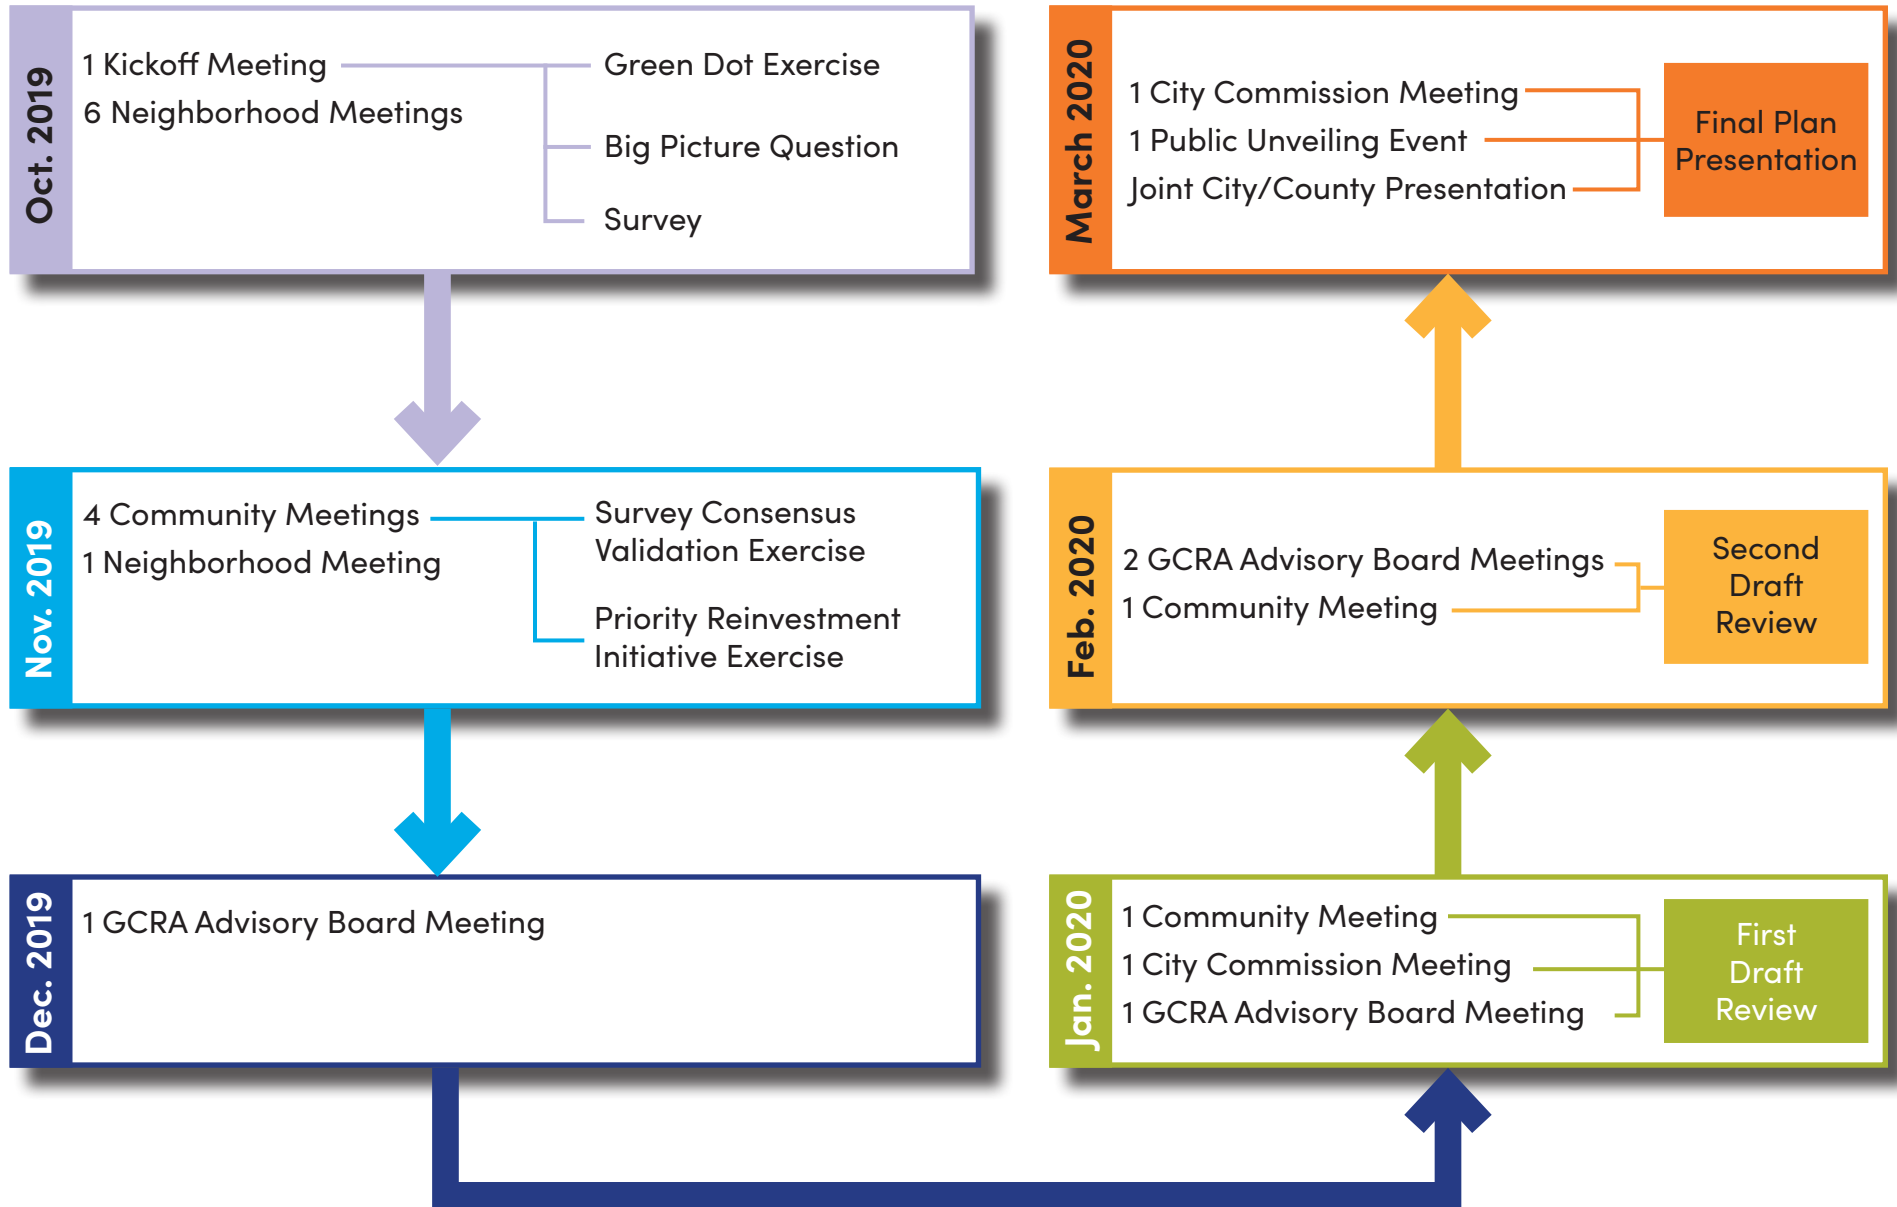 Oct. 2019
1 Kickoff Meeting
6 Neighborhood Meetings
Green Dot Exercise
Big Picture Question
Survey
Nov. 2019
4 Community Meetings
1 Neighborhood Meeting
Survey Consensus
Validation Exercise
Priority Reinvestment
Initiative Exercise
Dec. 2019
1 GCRA Advisory Board Meeting
Jan. 2020
1 Community Meeting
1 City Commission Meeting
1 GCRA Advisory Board Meeting
First
Draft
Review
Feb. 2020
2 GCRA Advisory Board Meetings
1 Community Meeting
Second
Draft
Review
March 2020
1 City Commission Meeting
1 Public Unveiling Event
Joint City/County Presentation
Final Plan
Presentation